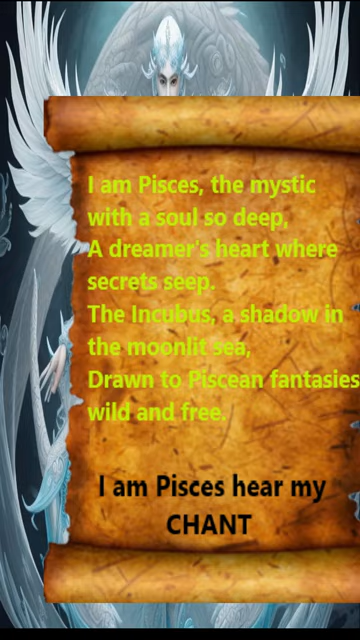 I am Pisces, the mystic
with a soul so deep,
A dreamer's heart where
secrets seep.
The Incubus, a shadow in
the moonlit sea,
Drawn to Piscean fantasies
wild and free.
I am Pisces hear my
CHANT